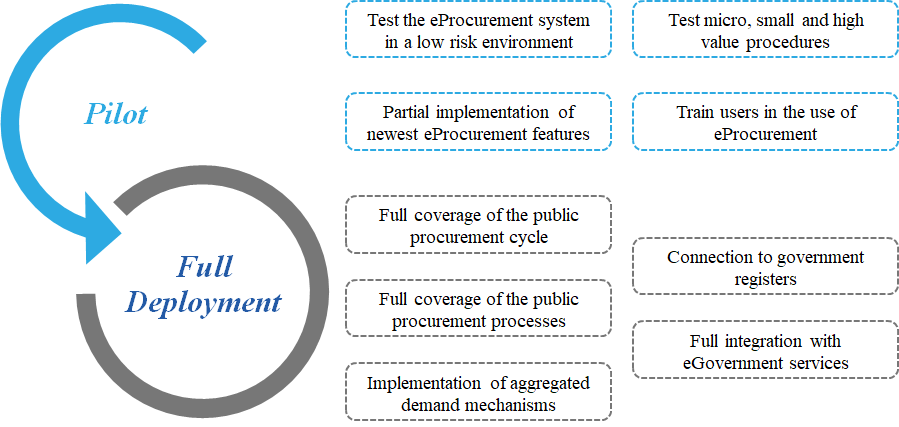 Pilot
Test the eProcurement system
in a low risk environment
Test micro, small and high
value procedures
Partial implementation of
newest eProcurement features
Train users in the use of
eProcurement
Full
Deployment
Full coverage of the public
procurement cycle
Full coverage of the public
procurement processes
Implementation of aggregated
demand mechanisms
Connection to government
registers
Full integration with
eGovernment services